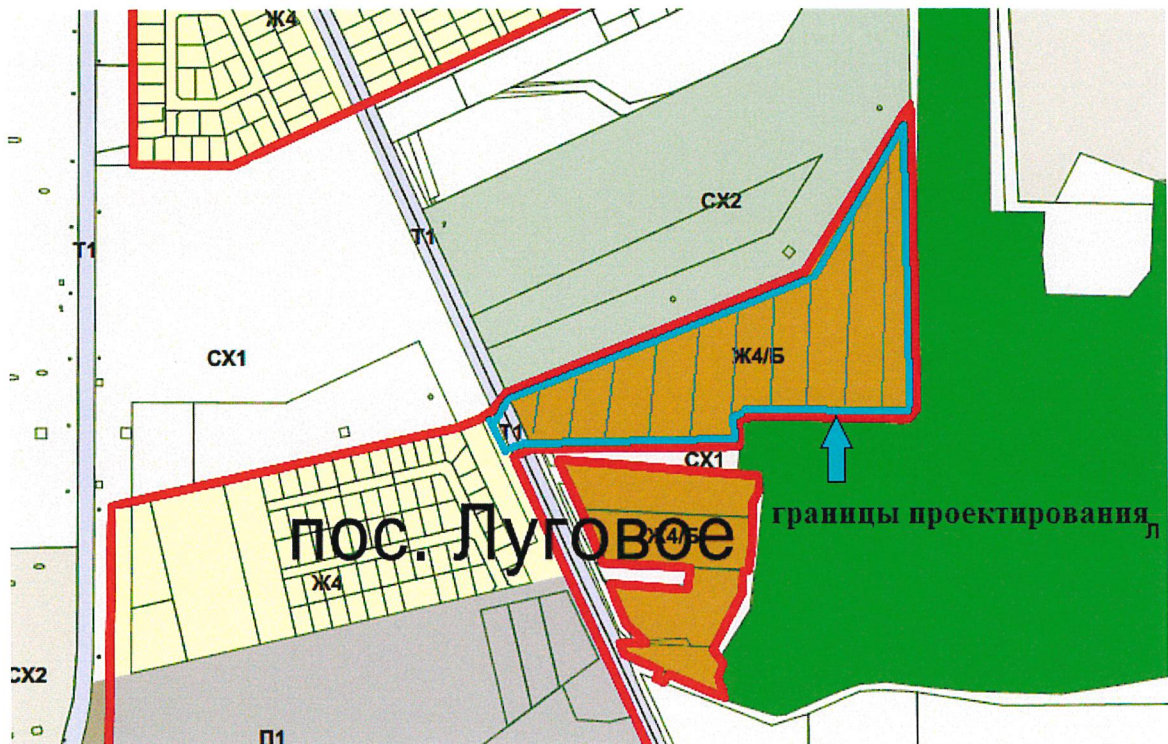 Ж4
СХ2
Т1
Т1
СХ1
Ж4/Б
Т1
СХ1
границы проектирования
Л
пос. Луговое
Ж4/Б
Ж4
СХ2
П1